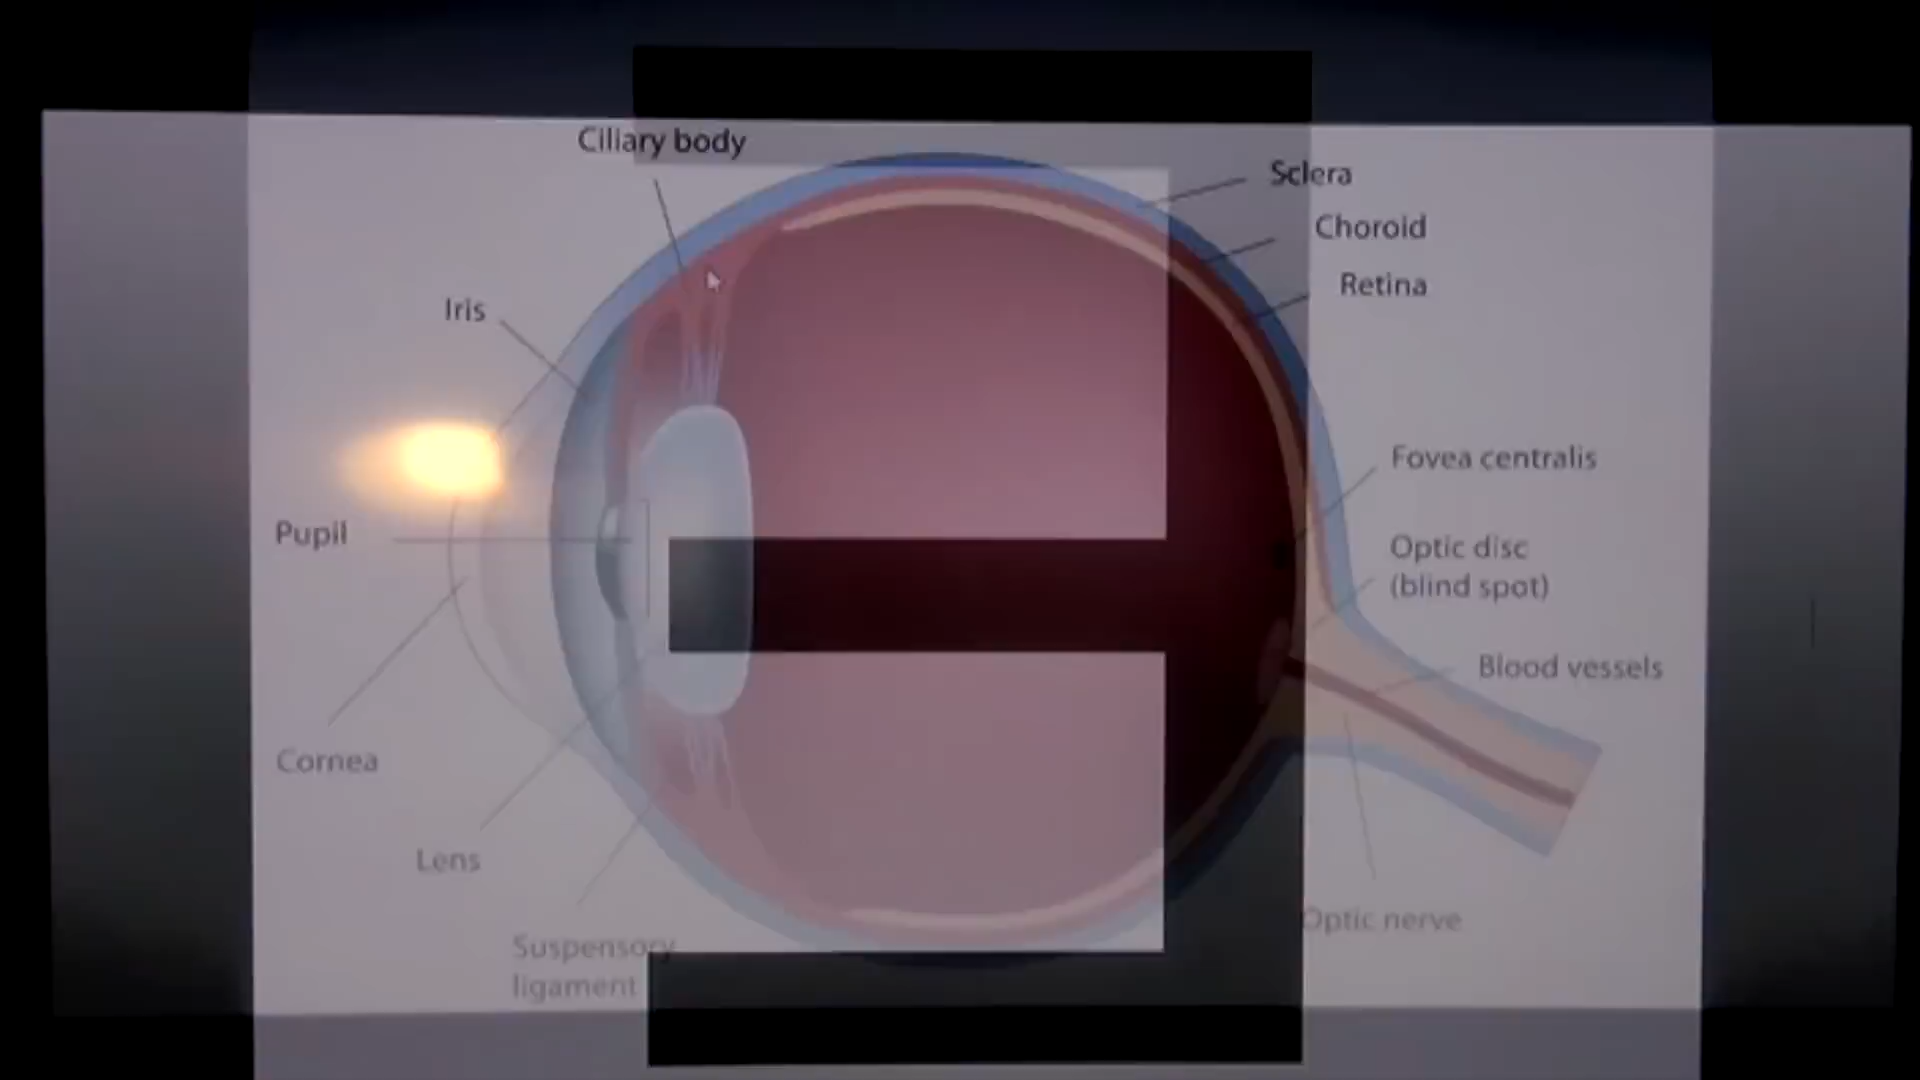 Ciliary body
Sclera
Choroid
Retina
Iris
Fovea centralis
Pupil
Optic disc
(blind spot)
Blood vessels
Cornea
Lens
Optic nerve
Suspensory
ligament